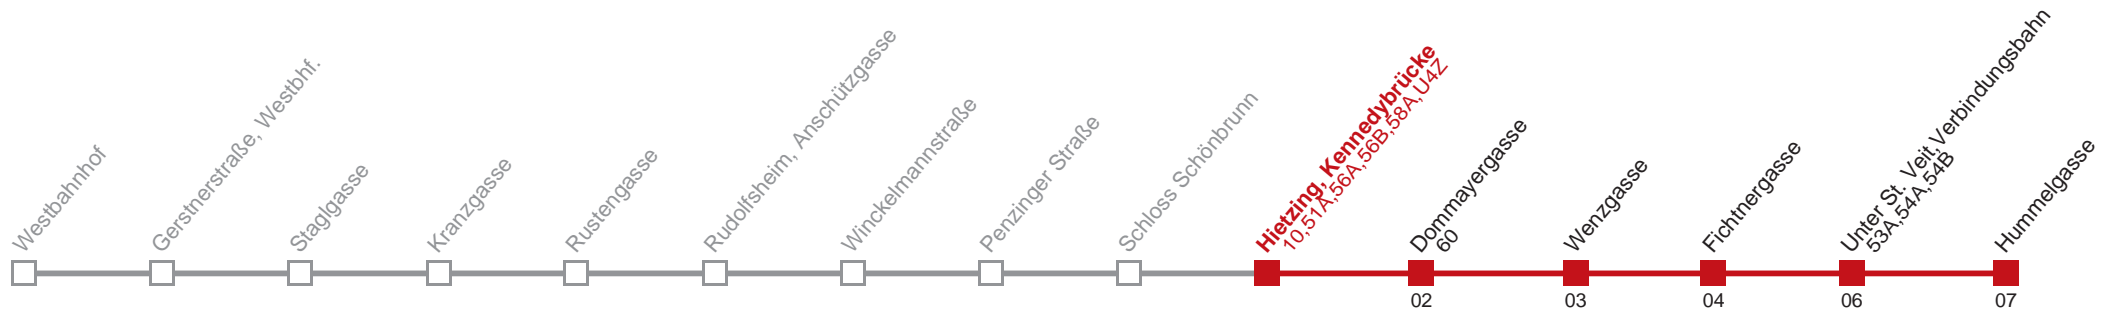 Westbahnhof
Gerstnerstraße, Westbhf.
Staglgasse
Kranzgasse
Rustengasse
Rudolfsheim, Anschützgasse
Winckelmannstraße
Penzinger Straße
Schloss Schönbrunn
Hietzing, Kennedybrücke
10,51A,56A,56B,58A,U4Z
Dommayergasse
60
Wenzgasse
Fichtnergasse
Unter St. Veit,Verbindungsbahn
53A,54A,54B
Hummelgasse
02
03
04
06
07